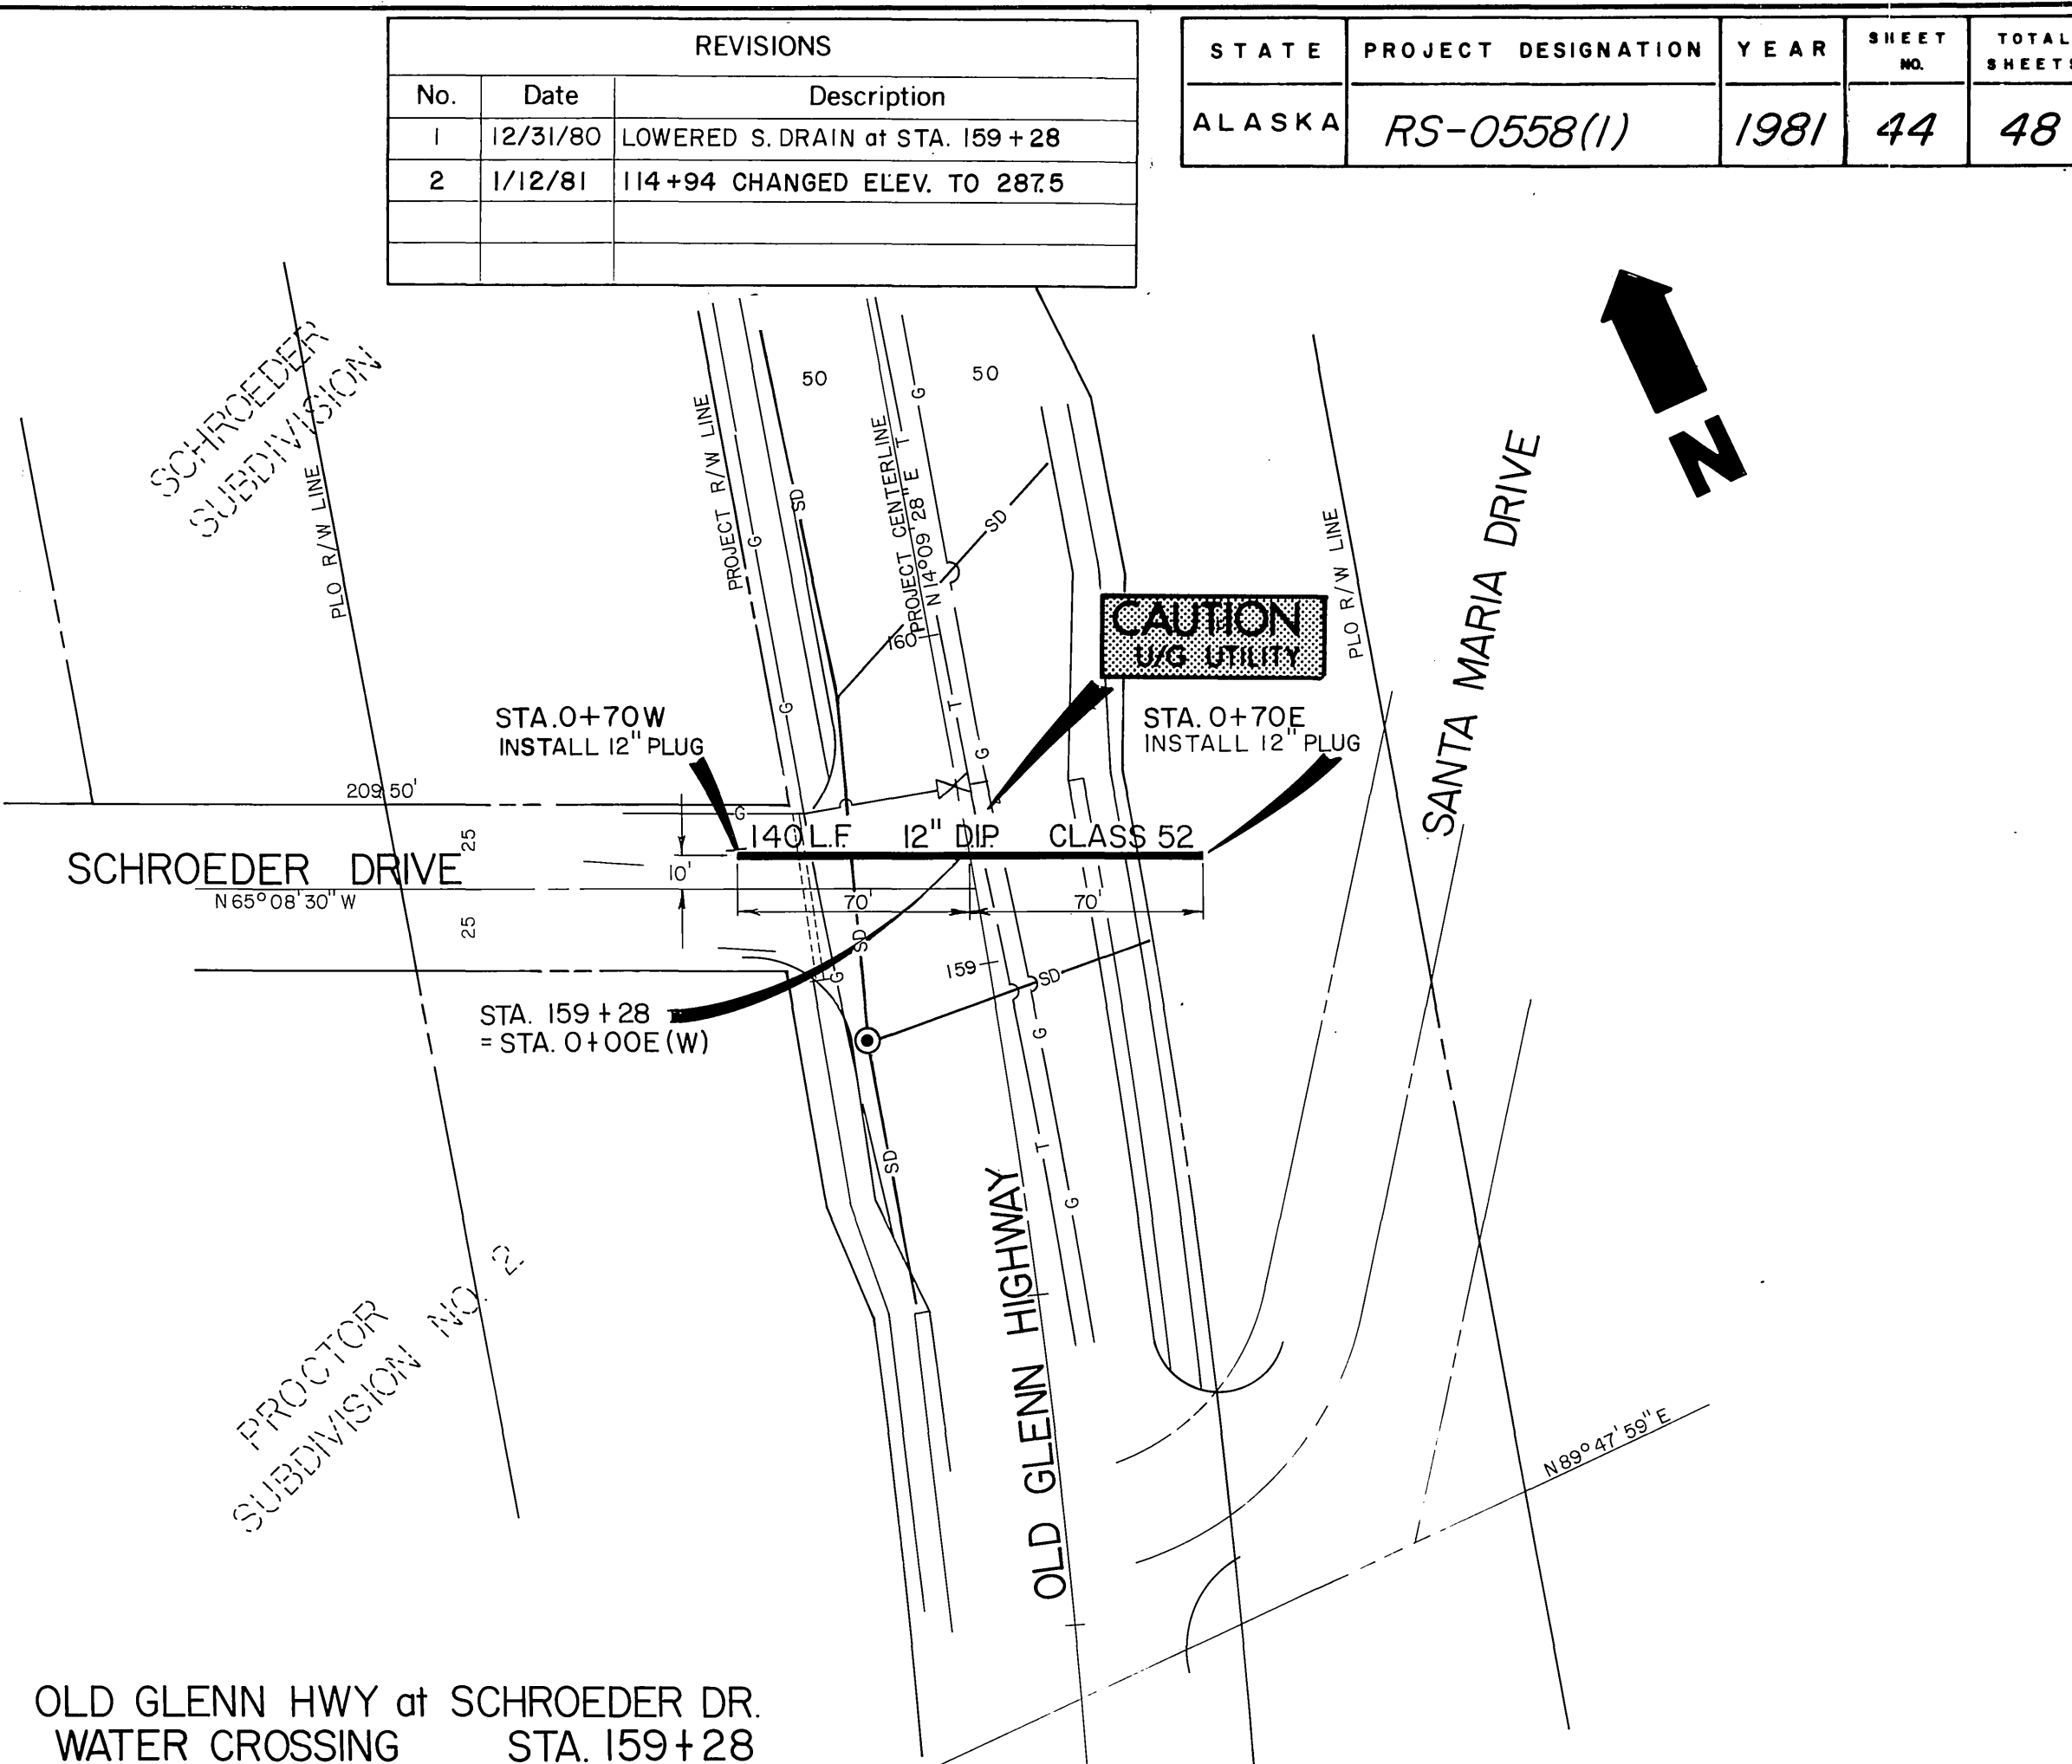 REVISIONS
No. Date Description
1 12/31/80 LOWERED S. DRAIN at STA. 159+28
2 1/12/81 114+94 CHANGED ELEV. TO 287.5
STATE PROJECT DESIGNATION YEAR SHEET NO. TOTAL SHEETS
ALASKA RS-0558(1) 1981 44 48
SCHROEDER
SUBDIVISION
PLO R/W LINE
PROJECT R/W LINE
G
SD
50
PROJECT CENTERLINE
N 14°09'28" E
T
G
50
SD
160
PLO R/W LINE
SANTA MARIA DRIVE
N
CAUTION
U/G UTILITY
STA. 0+70W
INSTALL 12" PLUG
G
T
G
STA. 0+70E
INSTALL 12" PLUG
209.50'
G
140 L.F. 12" D.I.P. CLASS 52
25
SCHROEDER DRIVE
10'
N 65°08'30" W
25
70' 70'
SD
G
159
SD
STA. 159+28
= STA. 0+00E (W)
G
T
SD
G
OLD GLENN HIGHWAY
PROCTOR
SUBDIVISION NO. 2
N 89°47'59" E
OLD GLENN HWY at SCHROEDER DR.
WATER CROSSING STA. 159+28